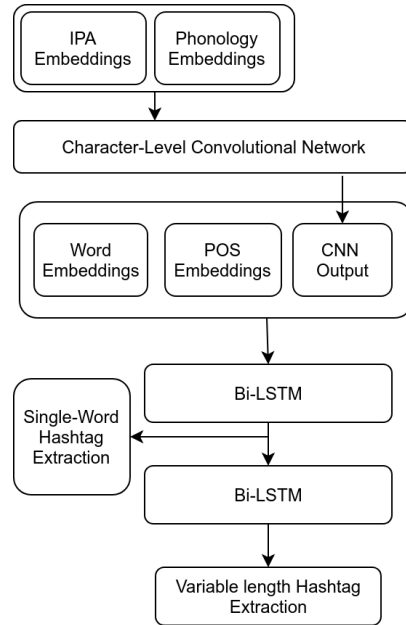 IPA
Embeddings
Phonology
Embeddings
Character-Level Convolutional Network
Word
Embeddings
POS
Embeddings
CNN
Output
Bi-LSTM
Single-Word
Hashtag
Extraction
Bi-LSTM
Variable length Hashtag
Extraction